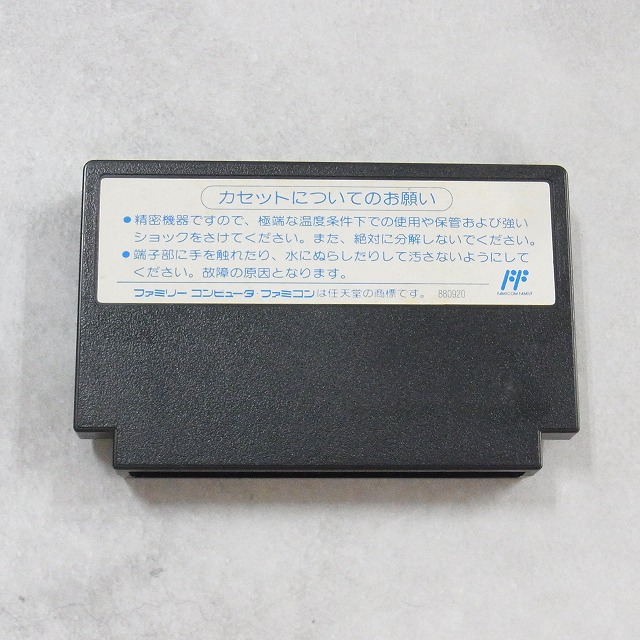 カセットについてのお願い
●精密機器ですので、極端な温度条件下での使用や保管および強い
ショックをさけてください。また、絶対に分解しないでください。
●端子部に手を触れたり、水にぬらしたりして汚さないようにして
ください。故障の原因となります。
ファミリー コンピュータ・ファミコンは任天堂の商標です。 880920
FAMICOM FAMILY